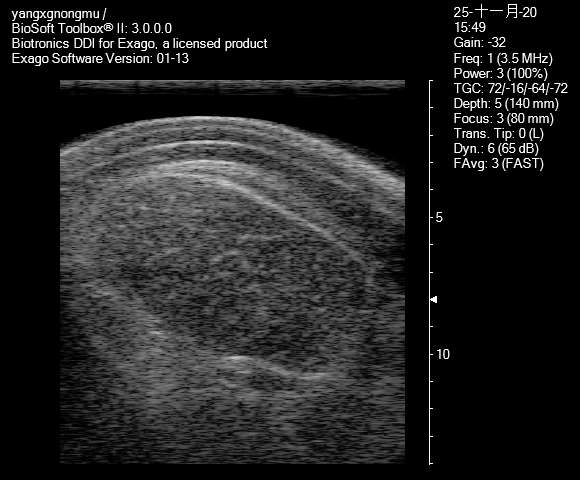 yangxgnongmu /
BioSoft Toolbox® II: 3.0.0.0
Biotronics DDI for Exago, a licensed product
Exago Software Version: 01-13
25-十一月-20
15:49
Gain: -32
Freq: 1 (3.5 MHz)
Power: 3 (100%)
TGC: 72/-16/-64/-72
Depth: 5 (140 mm)
Focus: 3 (80 mm)
Trans. Tip: 0 (L)
Dyn.: 6 (65 dB)
FAvg: 3 (FAST)
5
10